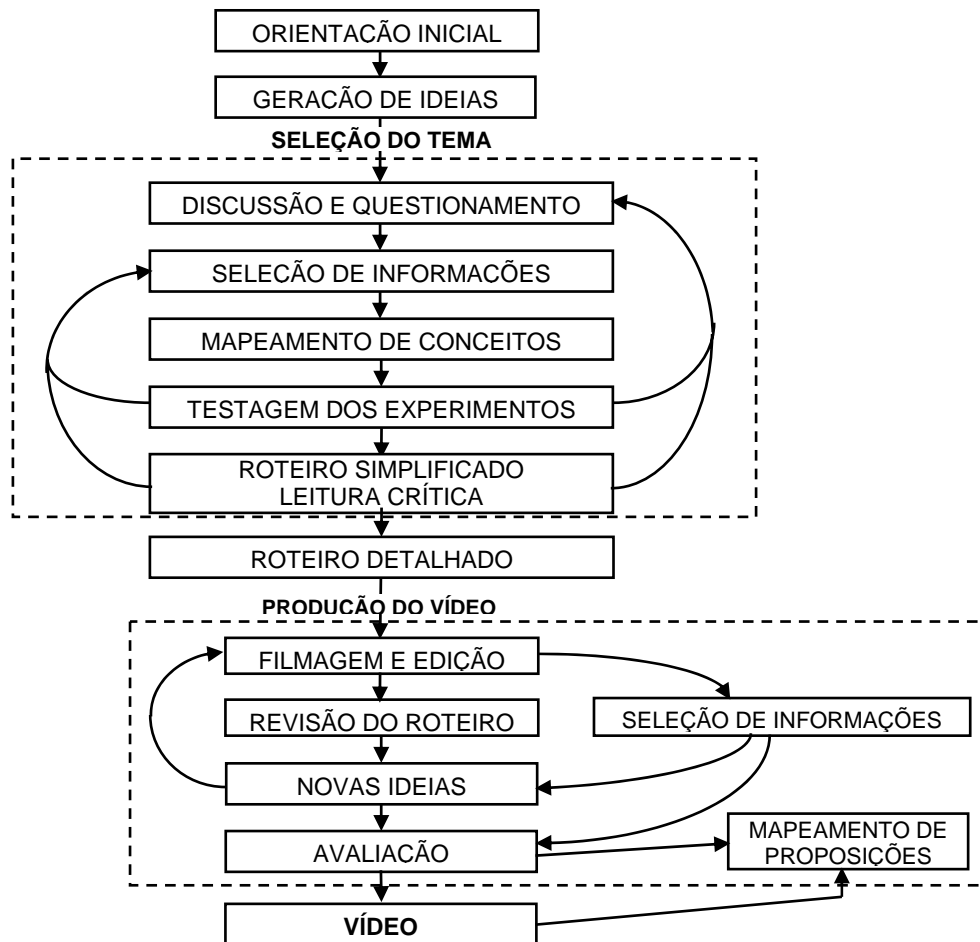 ORIENTAÇÃO INICIAL
GERAÇÃO DE IDEIAS
SELEÇÃO DO TEMA
DISCUSSÃO E QUESTIONAMENTO
SELEÇÃO DE INFORMAÇÕES
MAPEAMENTO DE CONCEITOS
TESTAGEM DOS EXPERIMENTOS
ROTEIRO SIMPLIFICADO
LEITURA CRÍTICA
ROTEIRO DETALHADO
PRODUÇÃO DO VÍDEO
FILMAGEM E EDIÇÃO
REVISÃO DO ROTEIRO
SELEÇÃO DE INFORMAÇÕES
NOVAS IDEIAS
AVALIAÇÃO
MAPEAMENTO DE
PROPOSIÇÕES
VÍDEO